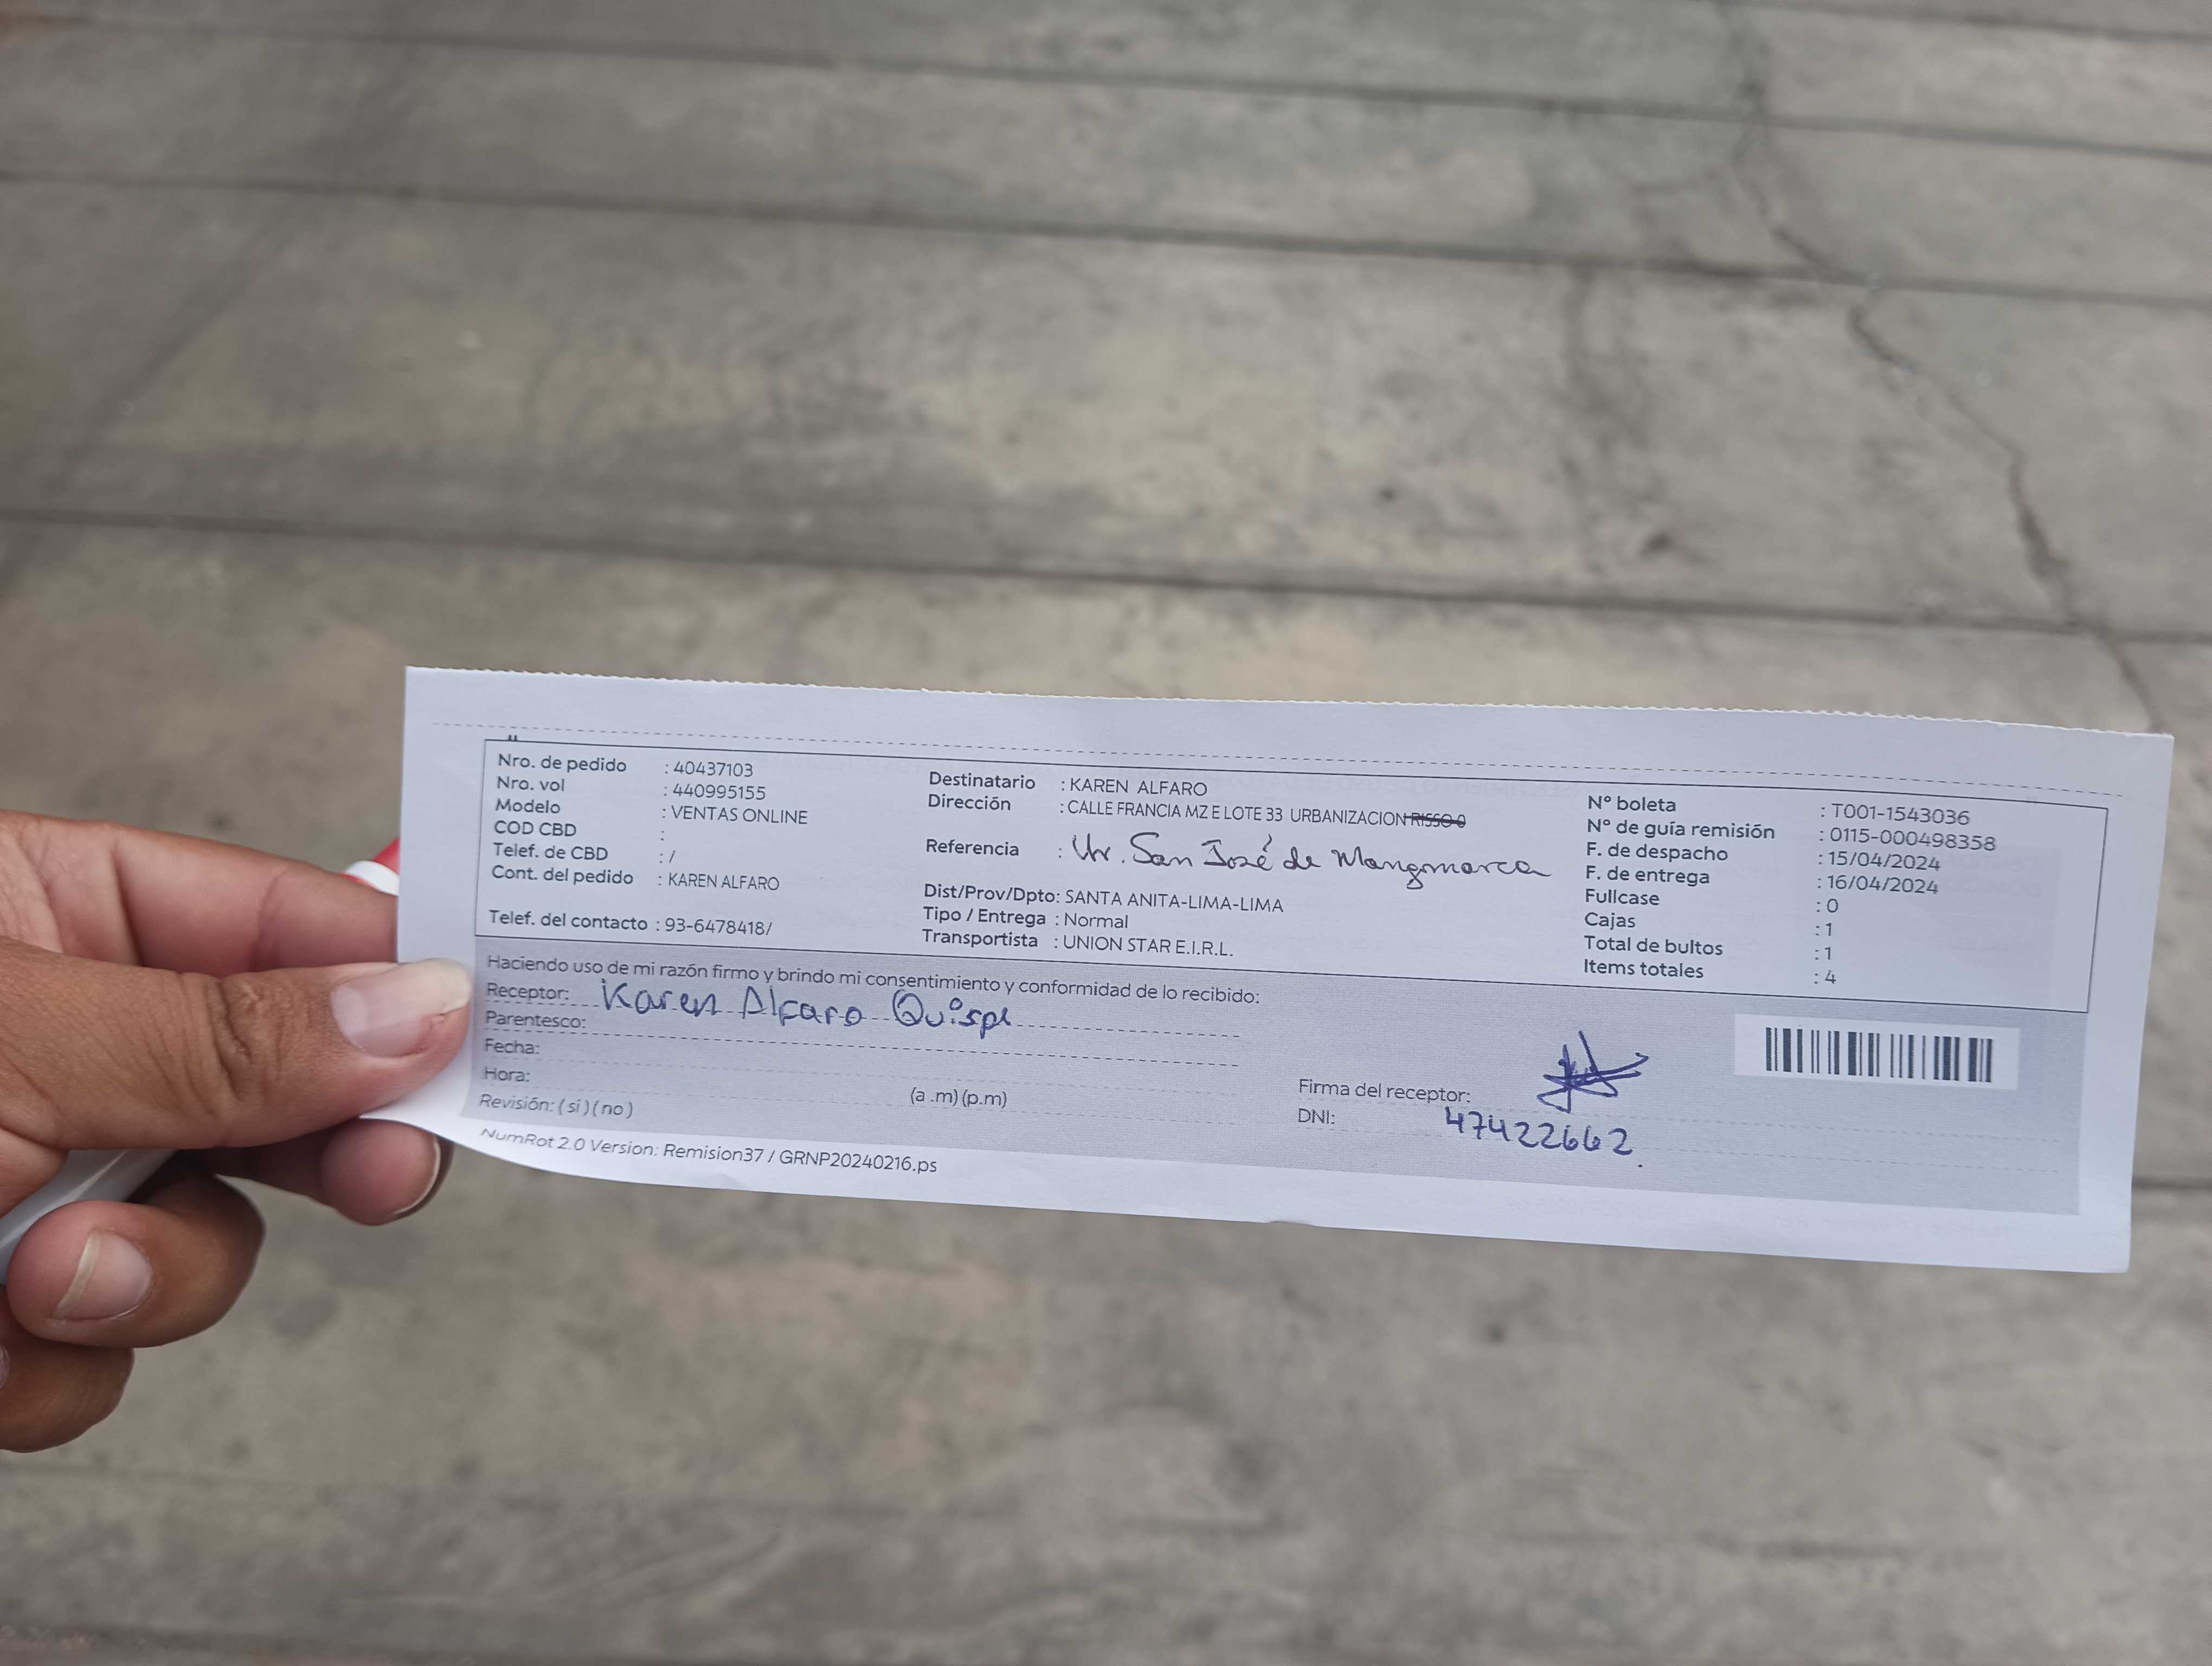 Nro. de pedido : 40437103
Nro. vol : 440995155
Modelo : VENTAS ONLINE
COD CBD :
Telef. de CBD : /
Cont. del pedido : KAREN ALFARO
Telef. del contacto : 93-6478418/
Destinatario : KAREN ALFARO
Dirección : CALLE FRANCIA MZ E LOTE 33 URBANIZACION RISSO 0
Referencia : Ur. San José de Mangomarca
Dist/Prov/Dpto: SANTA ANITA-LIMA-LIMA
Tipo / Entrega : Normal
Transportista : UNION STAR E.I.R.L.
N° boleta : T001-1543036
N° de guía remisión : 0115-000498358
F. de despacho : 15/04/2024
F. de entrega : 16/04/2024
Fullcase : 0
Cajas : 1
Total de bultos : 1
Items totales : 4
Haciendo uso de mi razón firmo y brindo mi consentimiento y conformidad de lo recibido:
Receptor: Karen Alfaro Quispe
Parentesco:
Fecha:
Hora: (a .m) (p.m)
Revisión: ( si ) ( no )
Firma del receptor:
DNI: 47422662.
NumRot 2.0 Version: Remision37 / GRNP20240216.ps